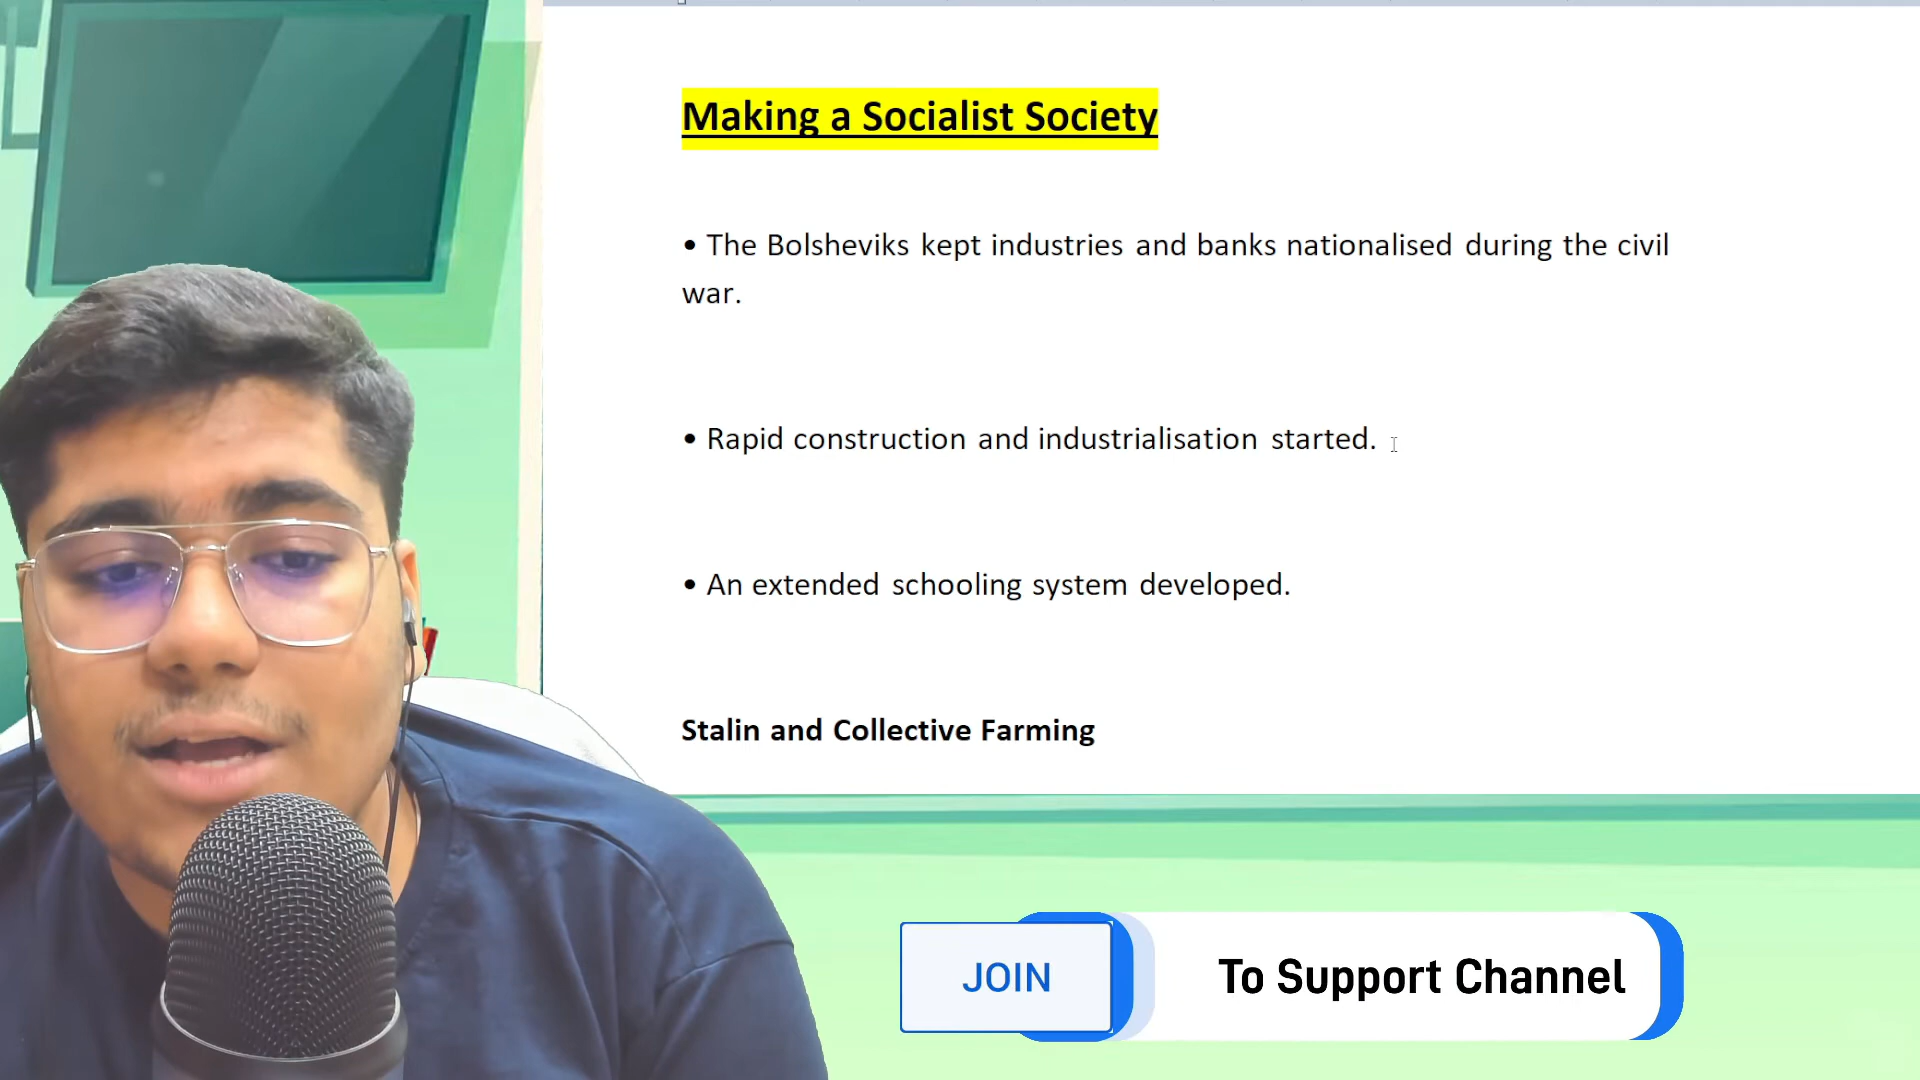 Making a Socialist Society
• The Bolsheviks kept industries and banks nationalised during the civil
war.
• Rapid construction and industrialisation started.
• An extended schooling system developed.
Stalin and Collective Farming
JOIN To Support Channel